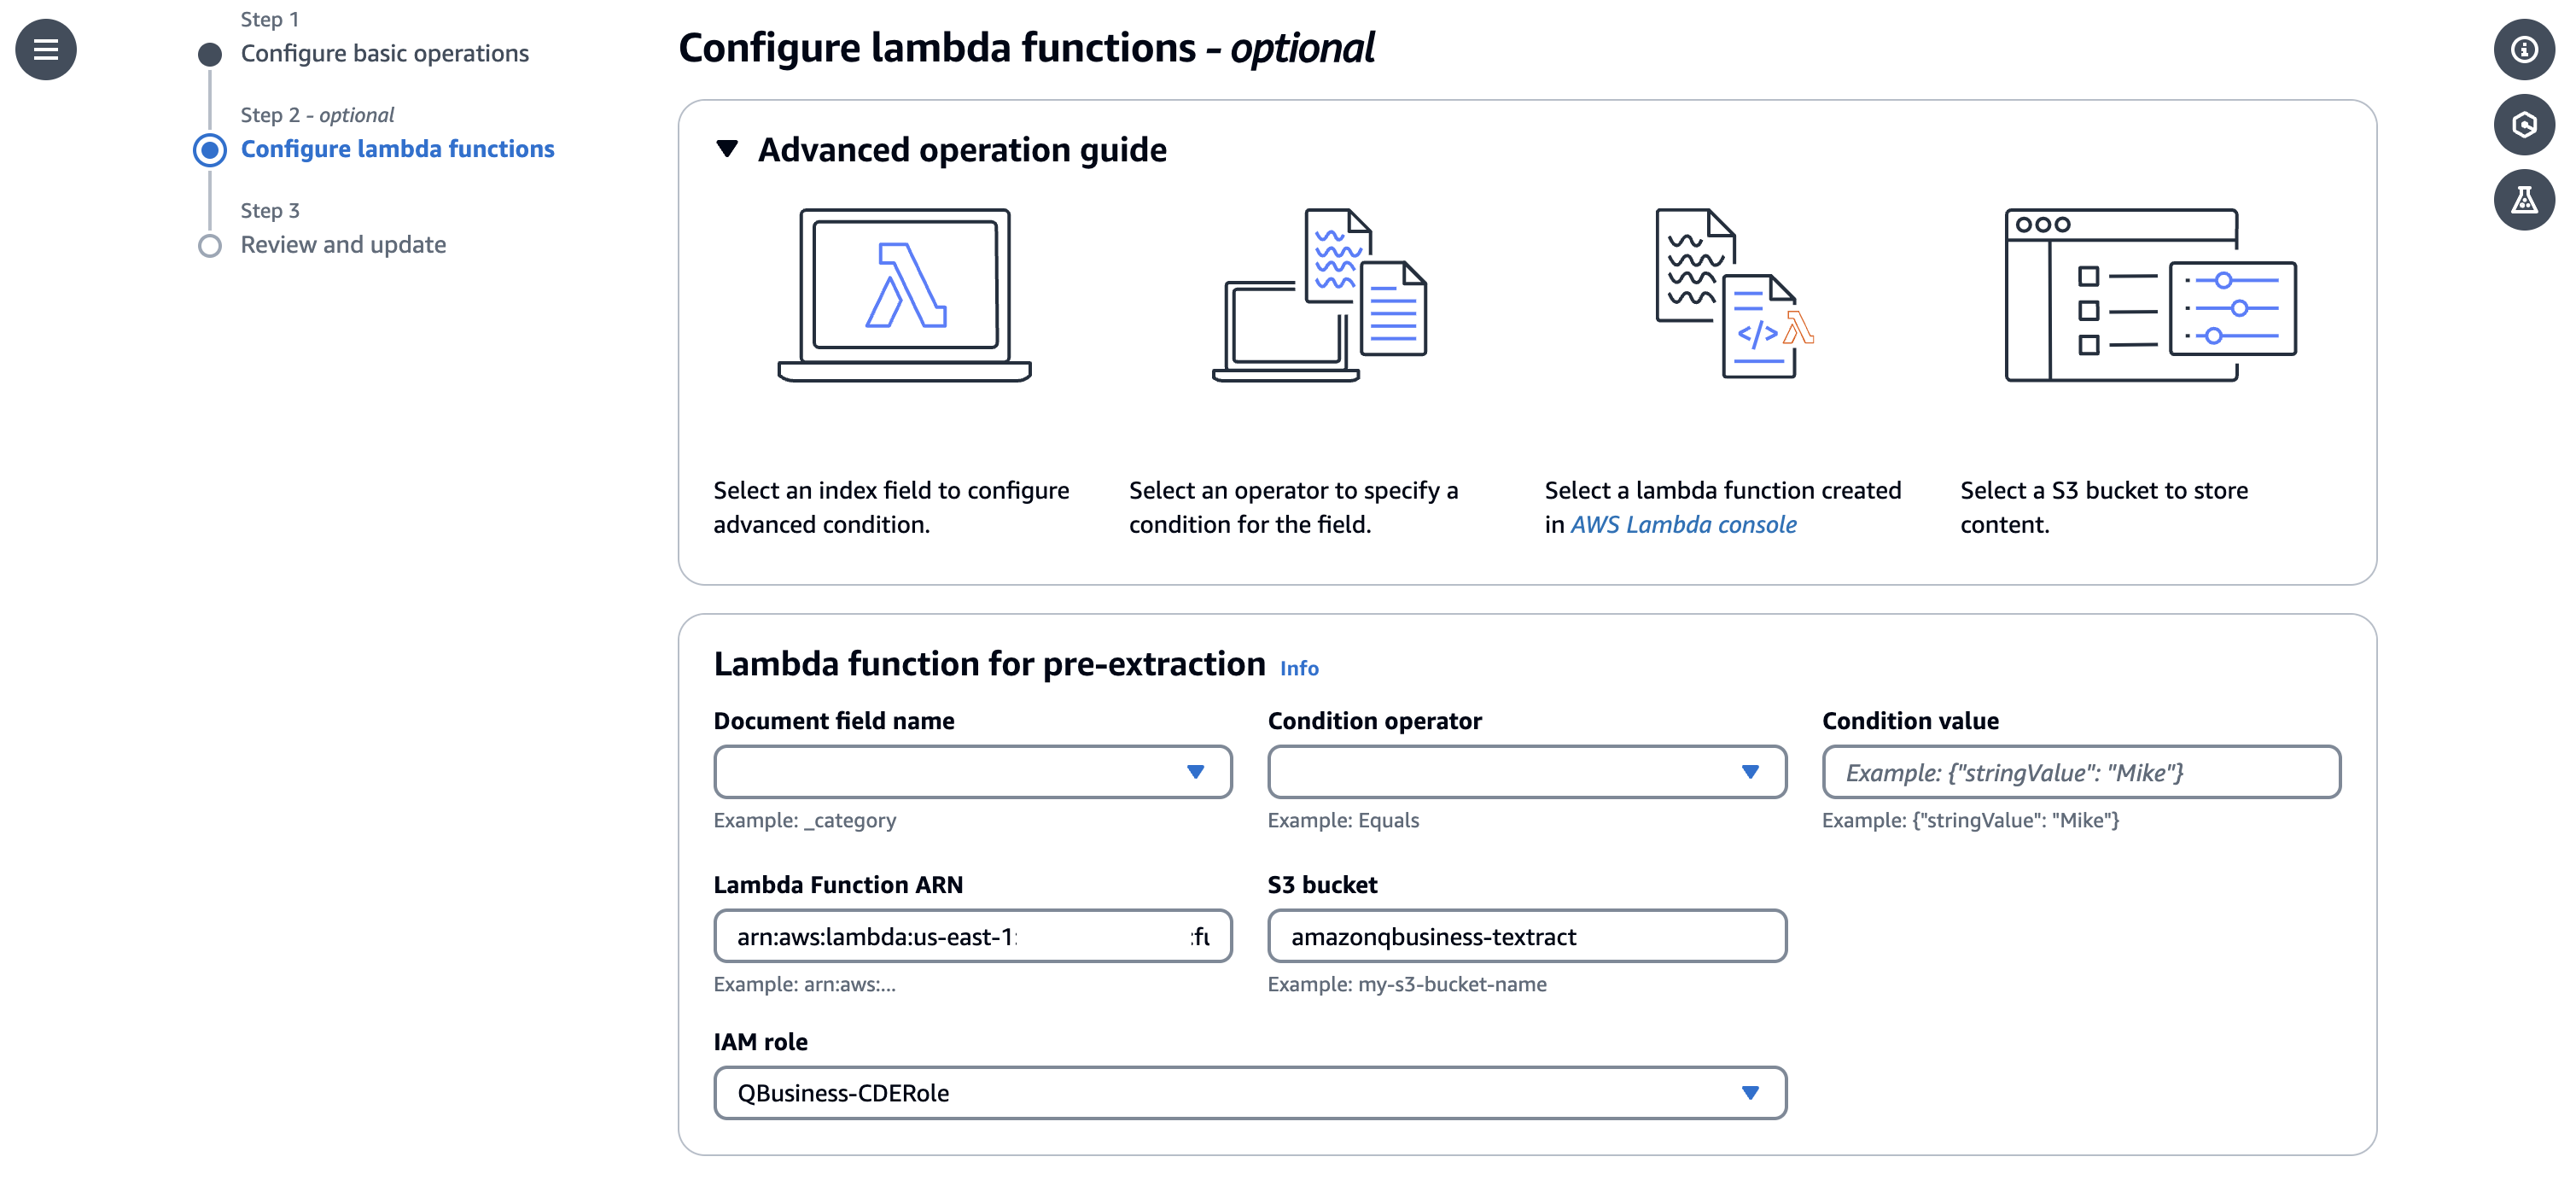 Step 1
Configure basic operations
Step 2 - optional
Configure lambda functions
Step 3
Review and update
Configure lambda functions - optional
Advanced operation guide
Select an index field to configure
advanced condition.
Select an operator to specify a
condition for the field.
Select a lambda function created
in AWS Lambda console
Select a S3 bucket to store
content.
Lambda function for pre-extraction Info
Document field name
Example: _category
Condition operator
Example: Equals
Condition value
Example: {"stringValue": "Mike"}
Example: {"stringValue": "Mike"}
Lambda Function ARN
arn:aws:lambda:us-east-1:
Example: arn:aws:...
S3 bucket
amazonqbusiness-textract
Example: my-s3-bucket-name
IAM role
QBusiness-CDERole